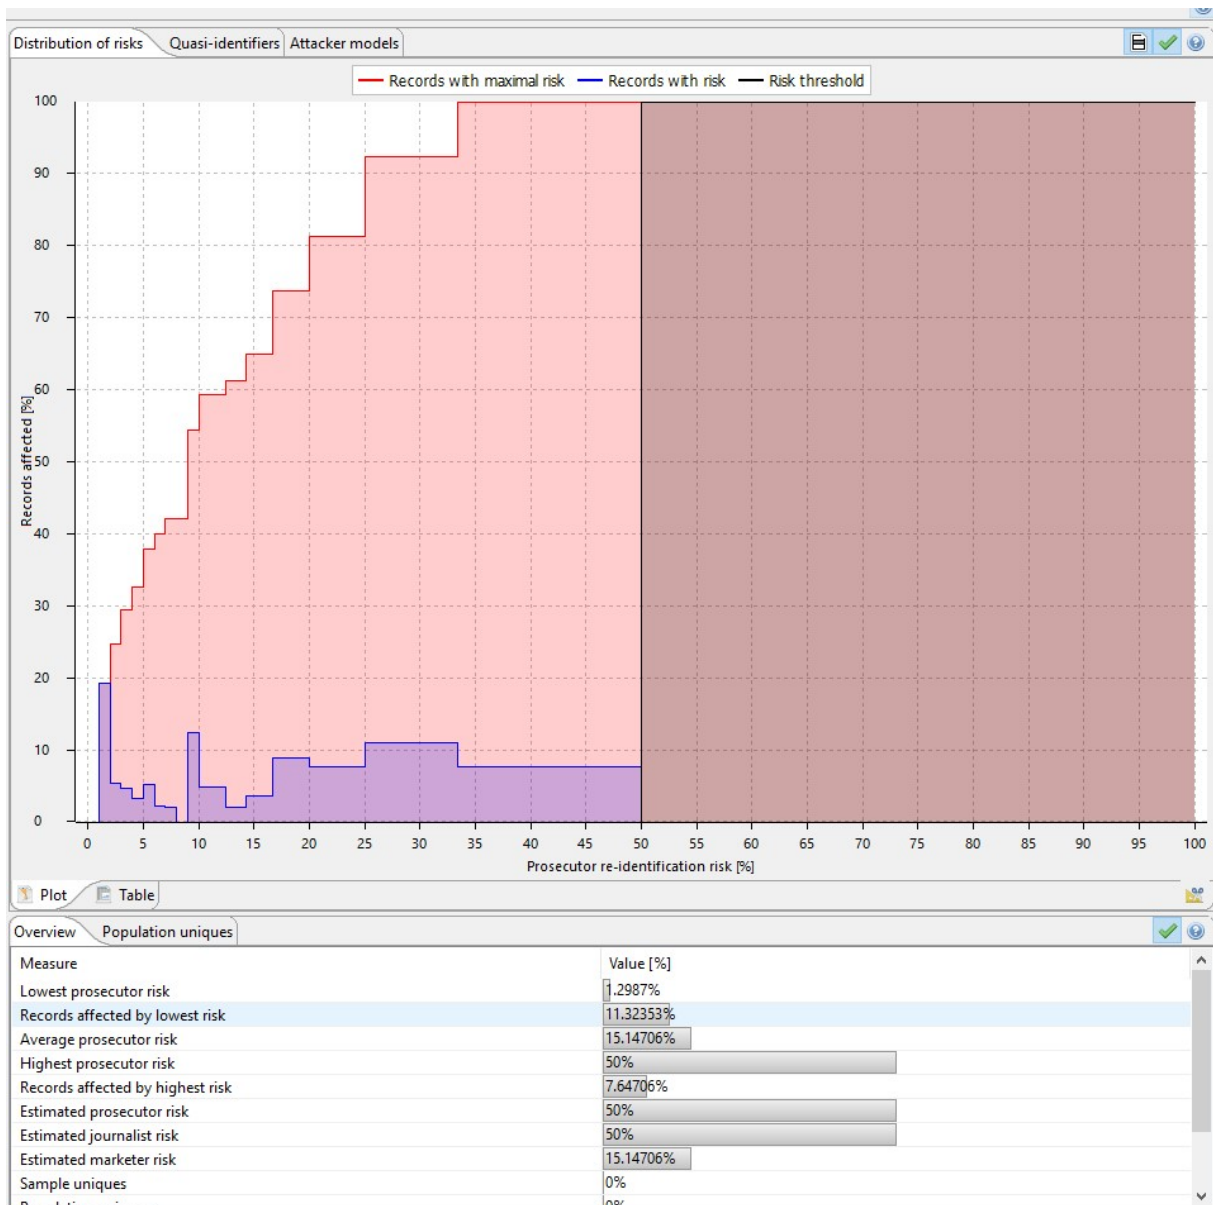 Distribution of risks Quasi-identifiers Attacker models
Records with maximal risk Records with risk Risk threshold
100
90
80
70
60
50
40
30
20
10
0
Records affected [%]
0 5 10 15 20 25 30 35 40 45 50 55 60 65 70 75 80 85 90 95 100
Prosecutor re-identification risk [%]
Plot Table
Overview Population uniques
Measure Value [%]
Lowest prosecutor risk 1.2987%
Records affected by lowest risk 11.32353%
Average prosecutor risk 15.14706%
Highest prosecutor risk 50%
Records affected by highest risk 7.64706%
Estimated prosecutor risk 50%
Estimated journalist risk 50%
Estimated marketer risk 15.14706%
Sample uniques 0%
0%